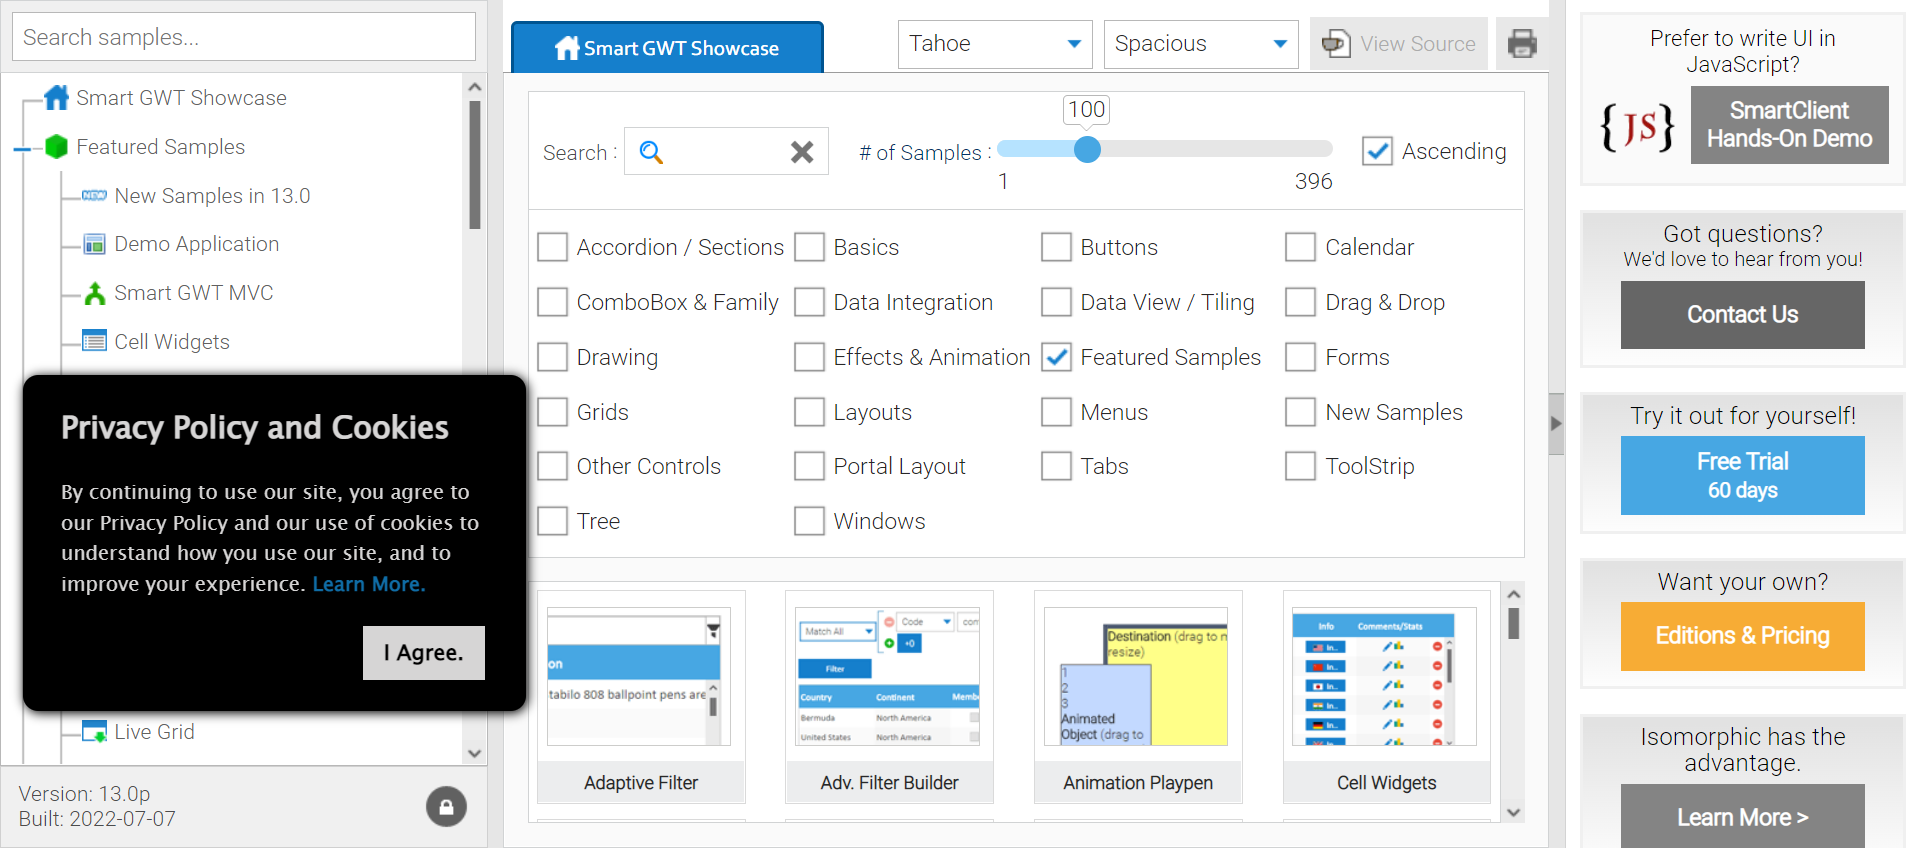 Search samples...
Smart GWT Showcase
Featured Samples
New Samples in 13.0
Demo Application
Smart GWT MVC
Cell Widgets
Privacy Policy and Cookies
By continuing to use our site, you agree to
our Privacy Policy and our use of cookies to
understand how you use our site, and to
improve your experience. Learn More.
I Agree.
Live Grid
Version: 13.0p
Built: 2022-07-07
Smart GWT Showcase
Tahoe
Spacious
View Source
Search :
# of Samples :
100
1
396
Ascending
Accordion / Sections
Basics
Buttons
Calendar
ComboBox & Family
Data Integration
Data View / Tiling
Drag & Drop
Drawing
Effects & Animation
Featured Samples
Forms
Grids
Layouts
Menus
New Samples
Other Controls
Portal Layout
Tabs
ToolStrip
Tree
Windows
on
tabilo 808 ballpoint pens are
Adaptive Filter
Match All
Code
con
+()
Filter
Country Continent Memb
Bermuda North America
United States North America
Adv. Filter Builder
Destination (drag to
resize)
1
2
3
Animated
Object (drag to
Animation Playpen
Info Comments/Stats
In..
In..
In..
In..
In..
Cell Widgets
Prefer to write UI in
JavaScript?
{JS}
SmartClient
Hands-On Demo
Got questions?
We'd love to hear from you!
Contact Us
Try it out for yourself!
Free Trial
60 days
Want your own?
Editions & Pricing
Isomorphic has the
advantage.
Learn More >